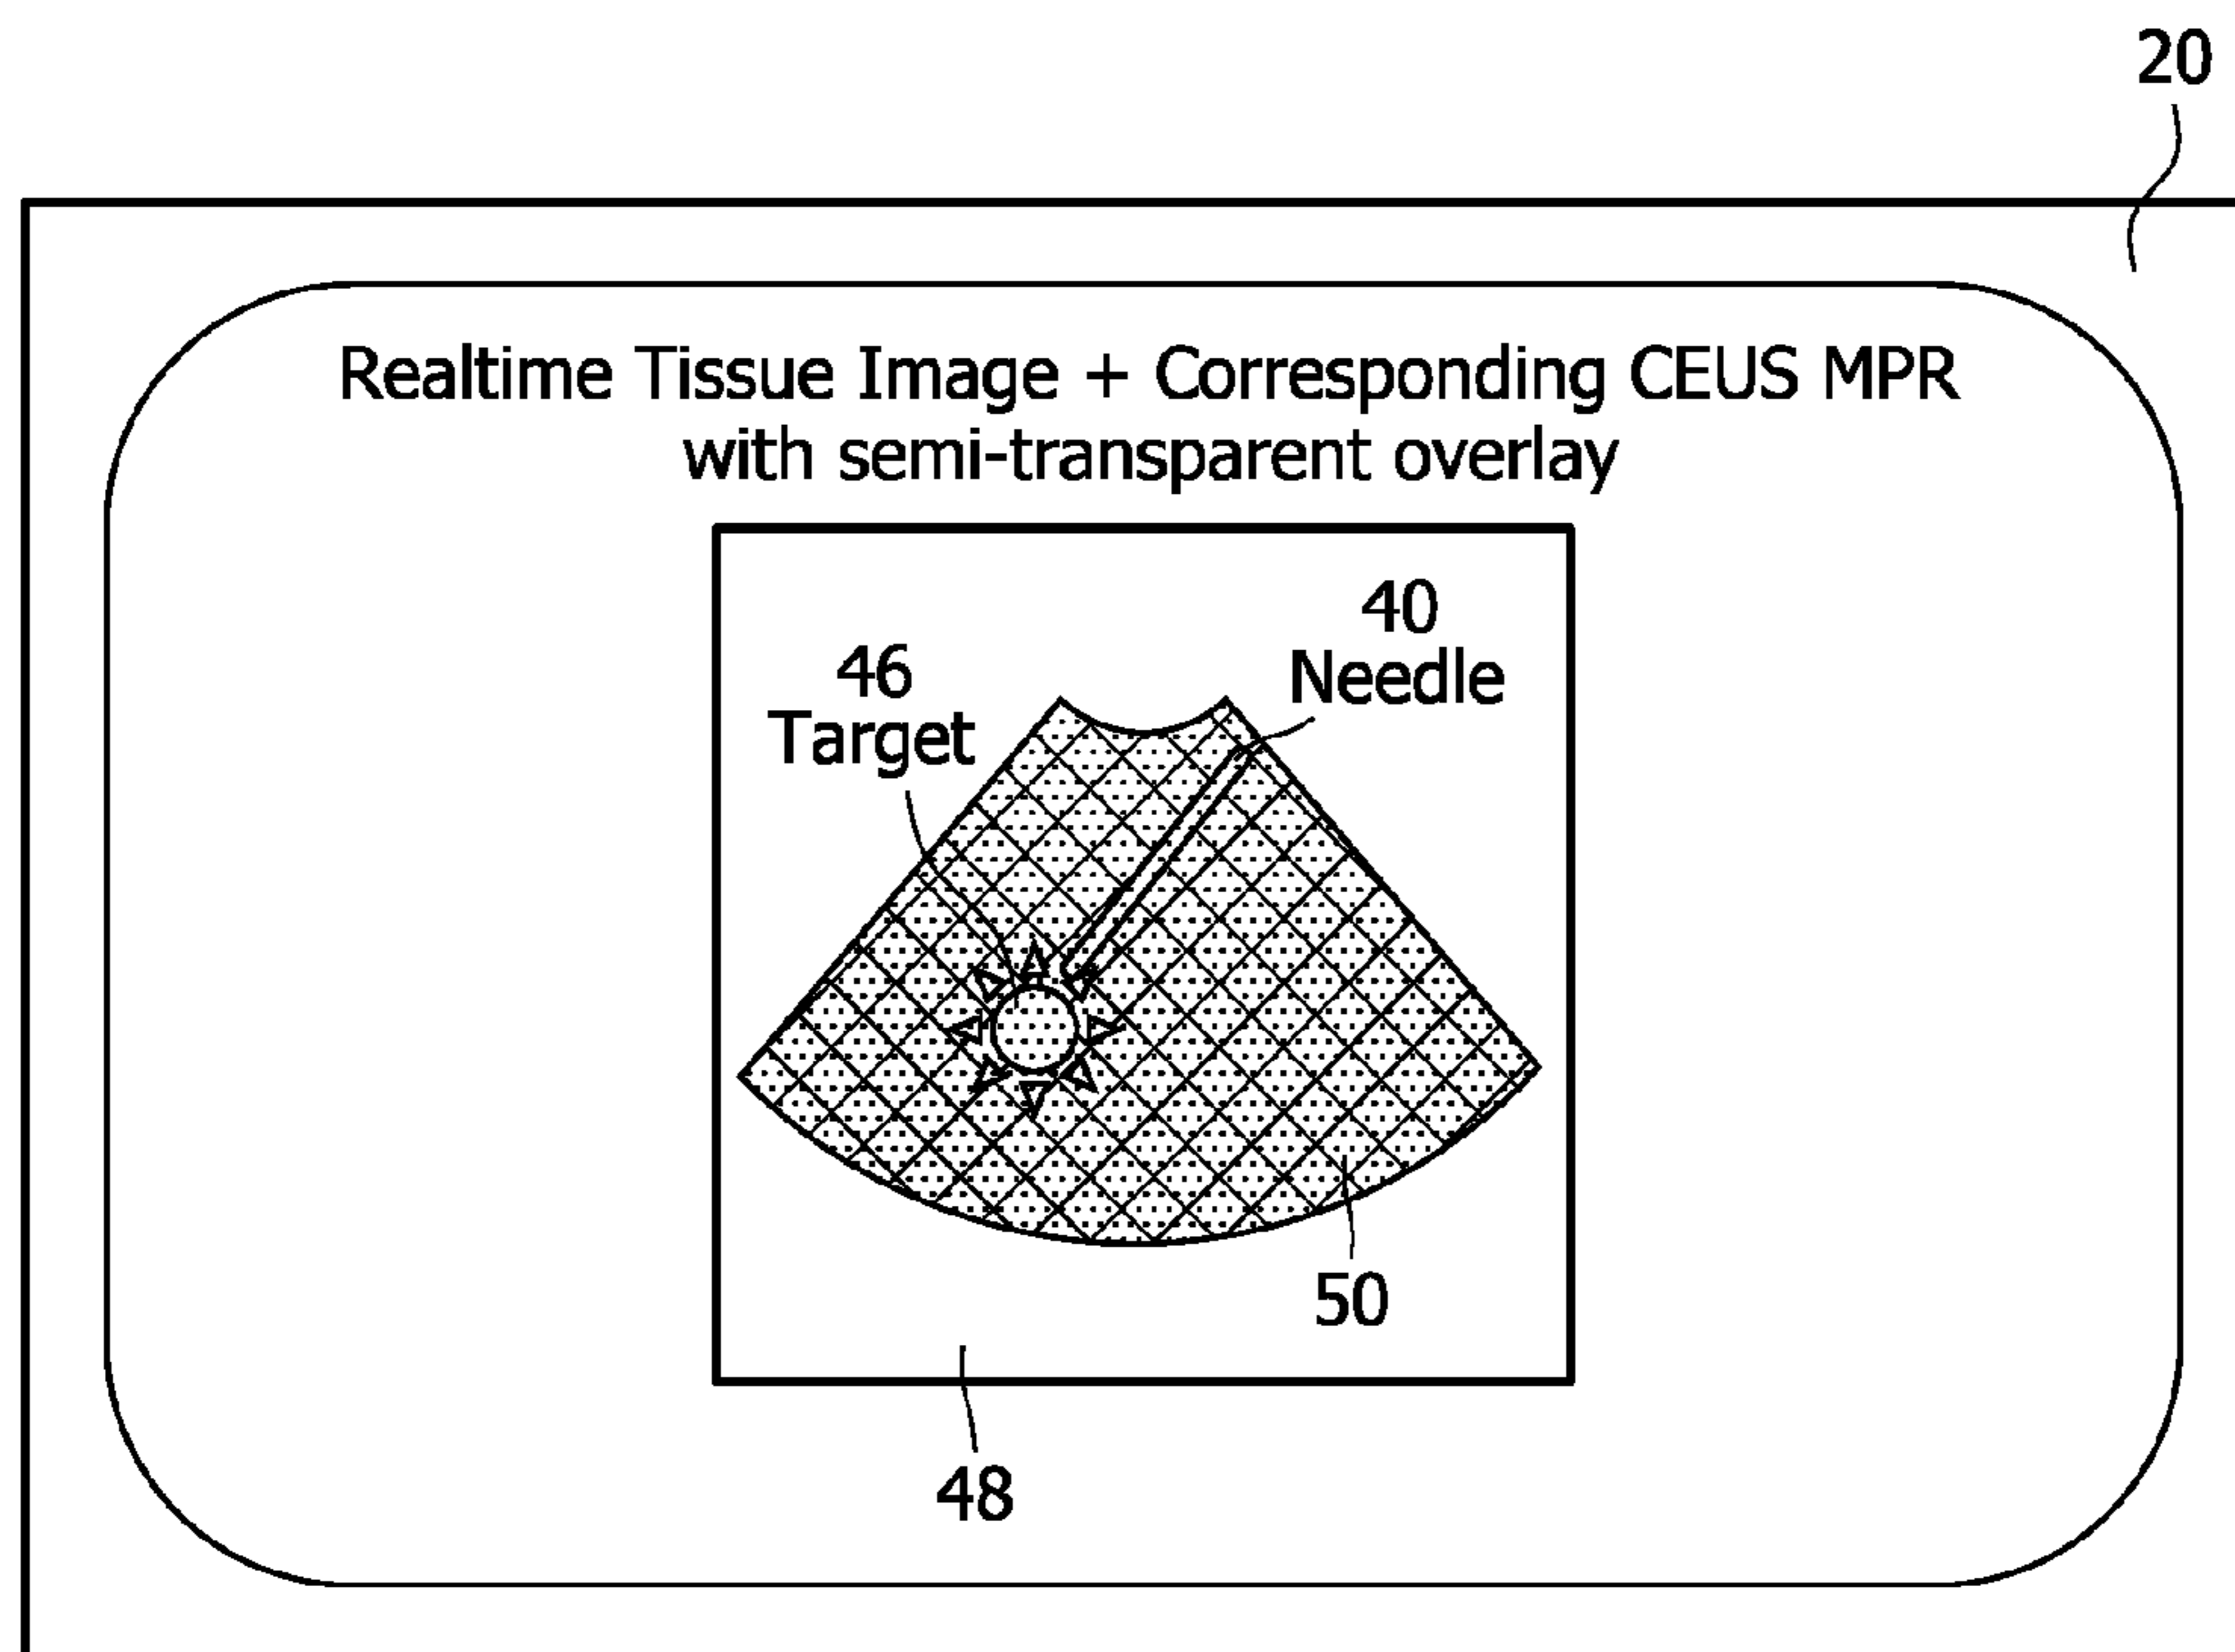 20
Realtime Tissue Image + Corresponding CEUS MPR
with semi-transparent overlay
40
Needle
46
Target
50
48